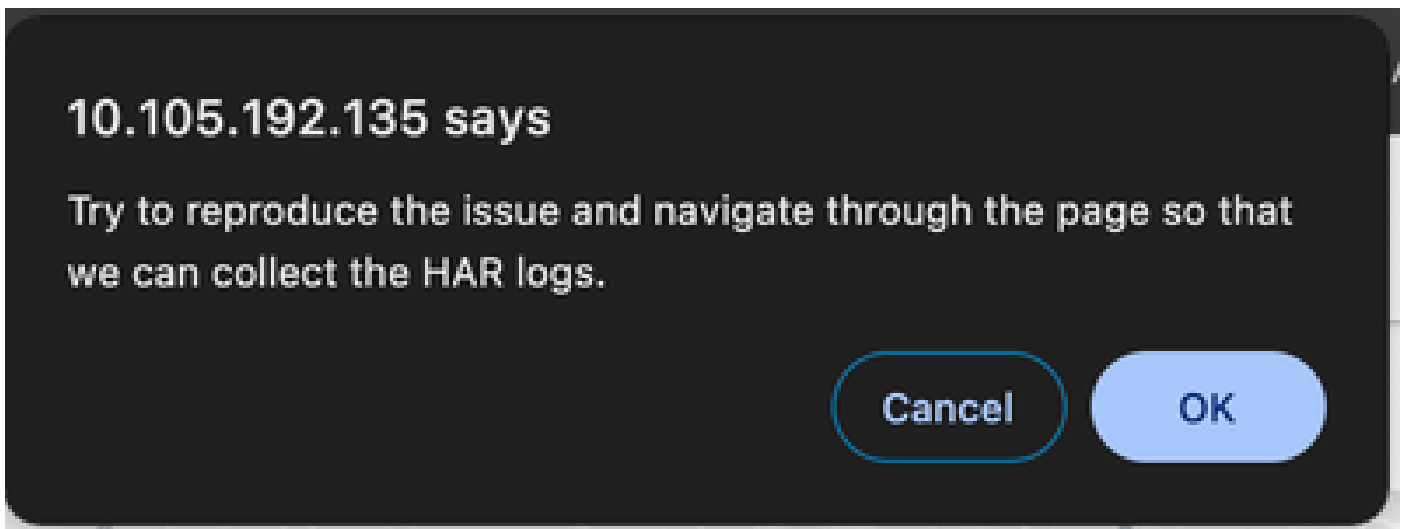 10.105.192.135 says
Try to reproduce the issue and navigate through the page so that
we can collect the HAR logs.
Cancel
OK